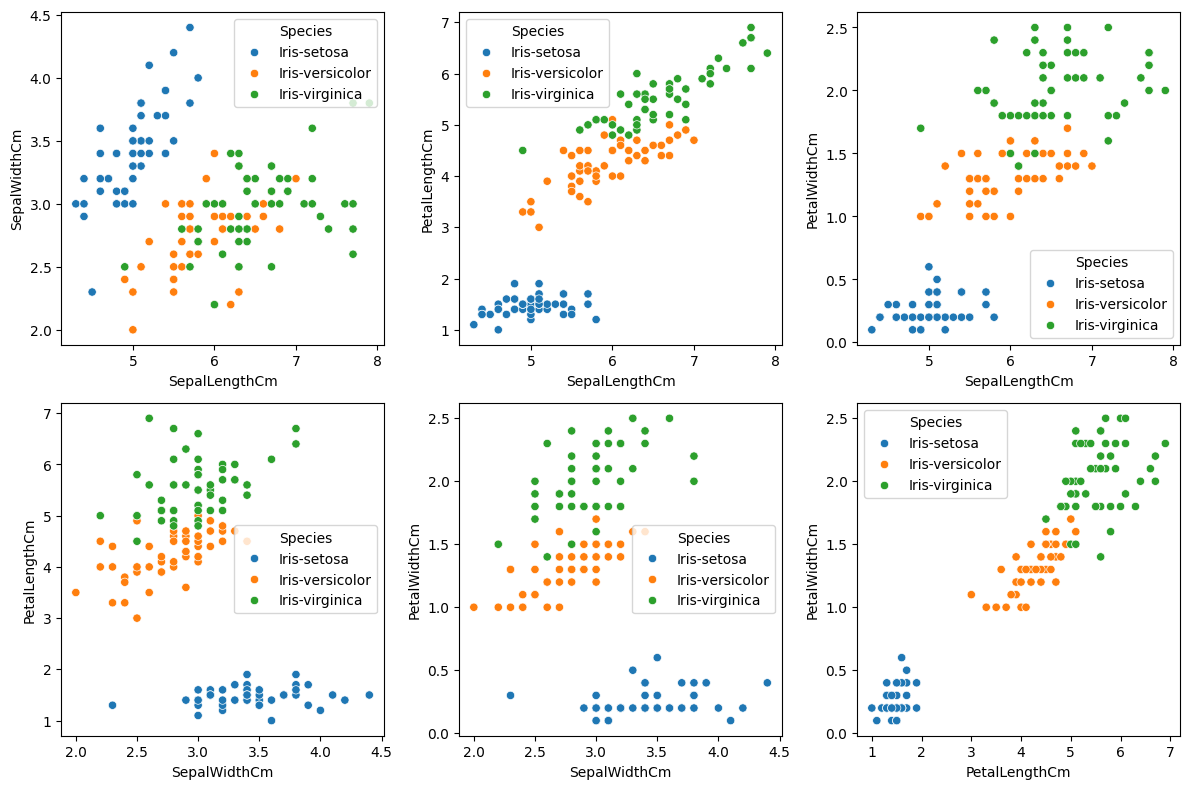 4.5
4.0
3.5
3.0
2.5
2.0
SepalWidthCm
Species
Iris-setosa
Iris-versicolor
Iris-virginica
5 6 7 8
SepalLengthCm
7
6
5
4
3
2
1
PetalLengthCm
Species
Iris-setosa
Iris-versicolor
Iris-virginica
5 6 7 8
SepalLengthCm
2.5
2.0
1.5
1.0
0.5
0.0
PetalWidthCm
Species
Iris-setosa
Iris-versicolor
Iris-virginica
5 6 7 8
SepalLengthCm
7
6
5
4
3
2
1
PetalLengthCm
Species
Iris-setosa
Iris-versicolor
Iris-virginica
2.0 2.5 3.0 3.5 4.0 4.5
SepalWidthCm
2.5
2.0
1.5
1.0
0.5
0.0
PetalWidthCm
Species
Iris-setosa
Iris-versicolor
Iris-virginica
2.0 2.5 3.0 3.5 4.0 4.5
SepalWidthCm
2.5
2.0
1.5
1.0
0.5
0.0
PetalWidthCm
Species
Iris-setosa
Iris-versicolor
Iris-virginica
1 2 3 4 5 6 7
PetalLengthCm